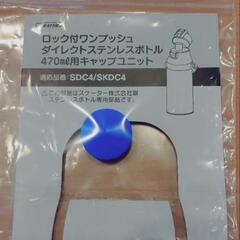 ロック付ワンプッシュ
ダイレクトステンレスボトル
470㎖用キャップユニット
適応品番:SDC4/SKDC4
※この部品はスケーター株式会社製
ステンレスボトル専用部品です。